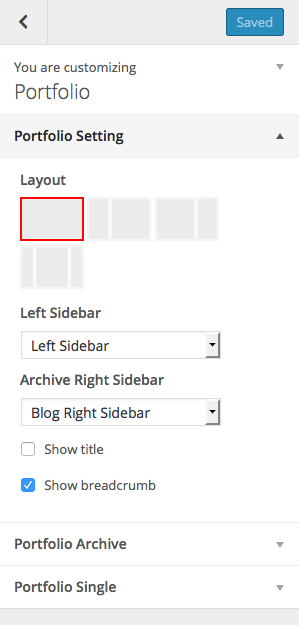 Saved
You are customizing
Portfolio
Portfolio Setting
Layout
Left Sidebar
Left Sidebar
Archive Right Sidebar
Blog Right Sidebar
Show title
Show breadcrumb
Portfolio Archive
Portfolio Single